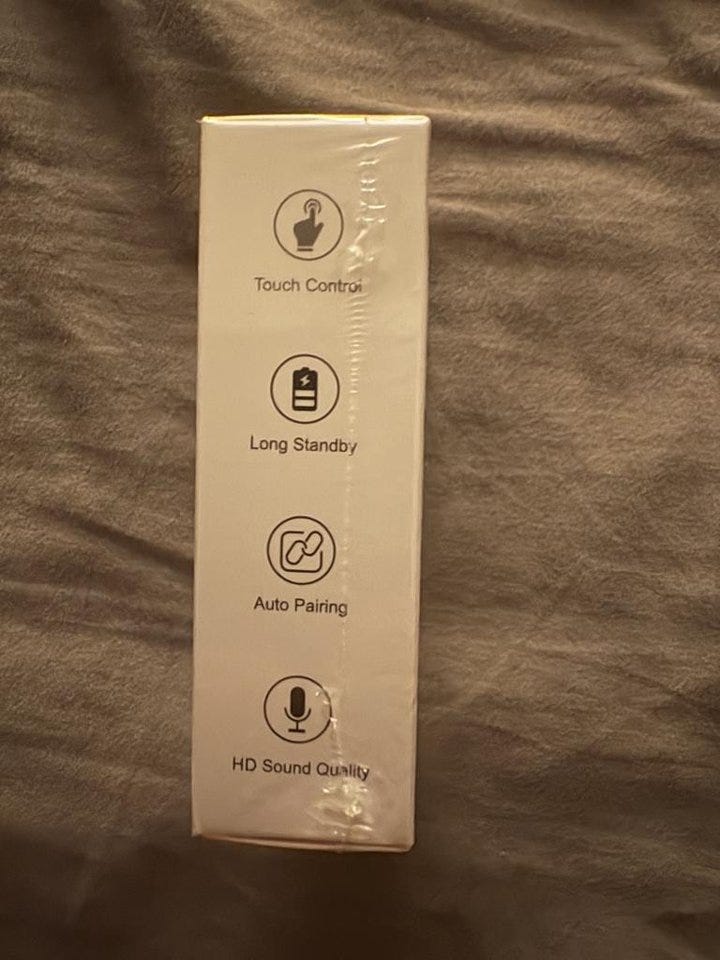 Touch Control
Long Standby
Auto Pairing
HD Sound Quality